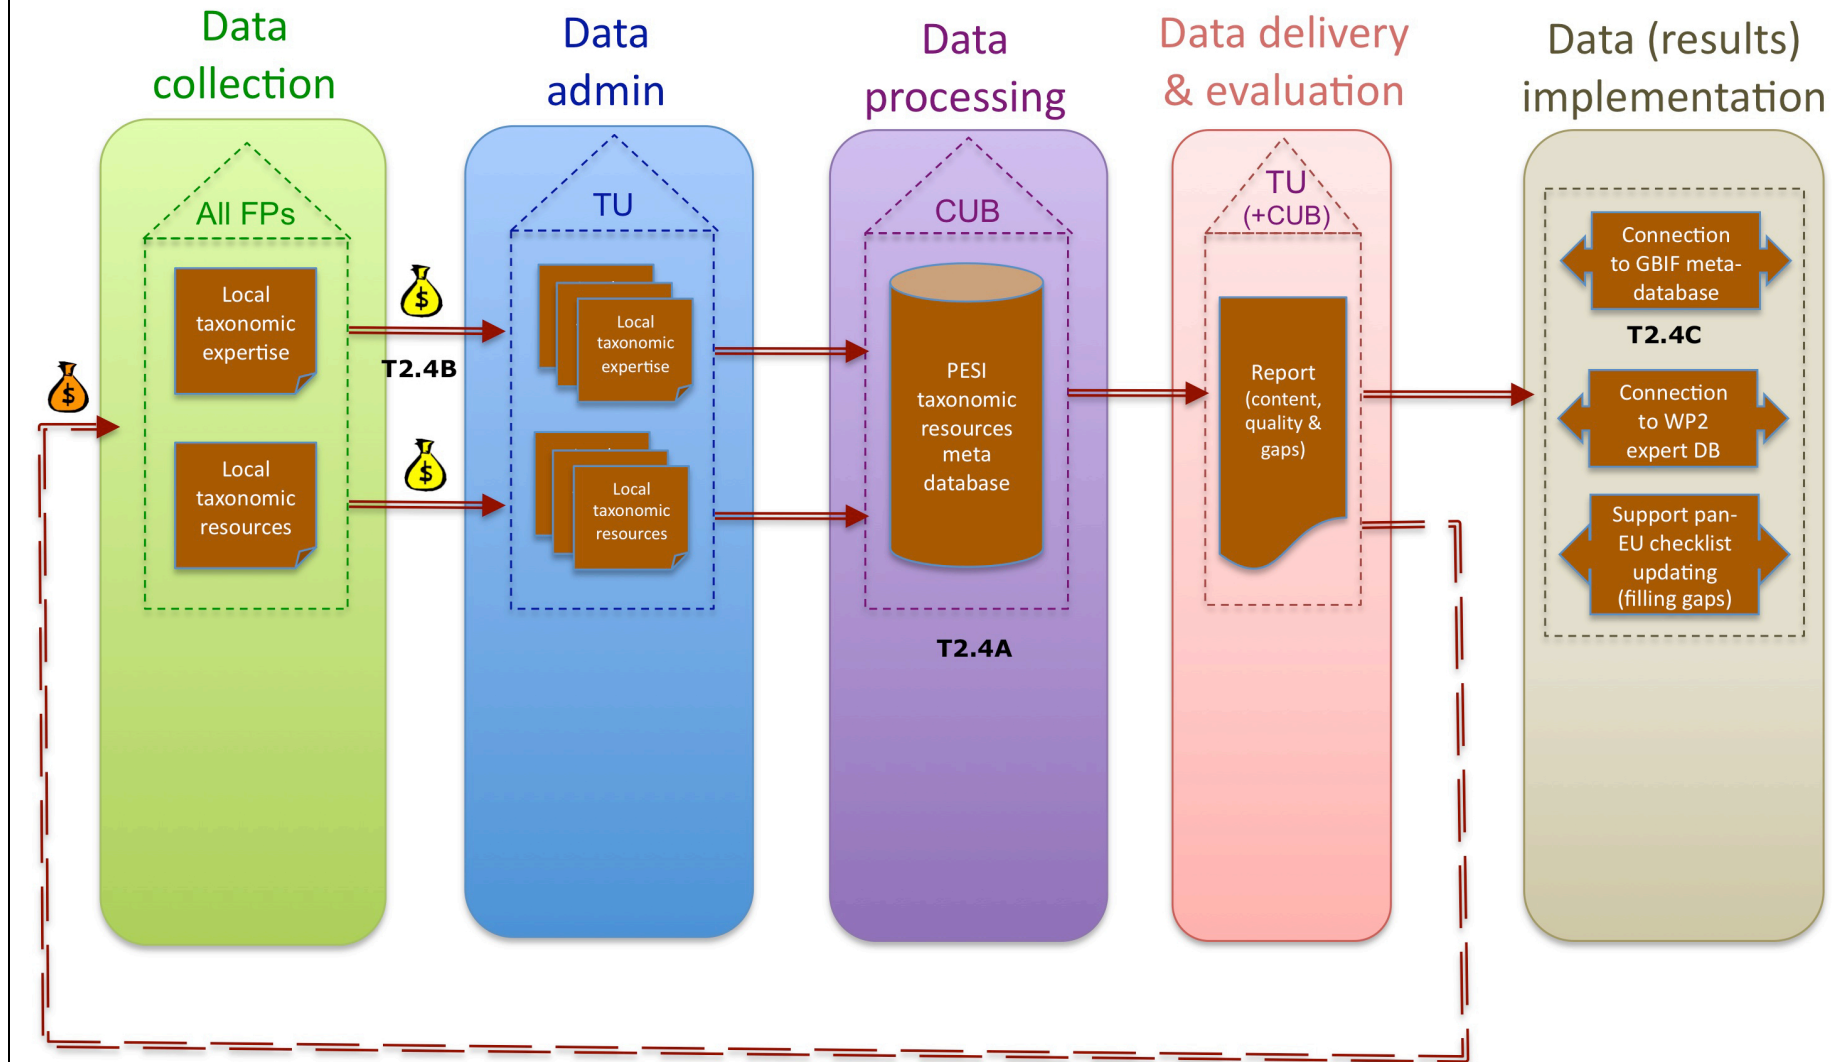 Data
collection
Data
admin
Data
processing
Data delivery
& evaluation
Data (results)
implementation
All FPs
Local
taxonomic
expertise
Local
taxonomic
resources
$
$
T2.4B
$
TU
Local
taxonomic
expertise
Local
taxonomic
resources
CUB
PESI
taxonomic
resources
meta
database
T2.4A
TU
(+CUB)
Report
(content,
quality &
gaps)
Connection
to GBIF meta-
database
T2.4C
Connection
to WP2
expert DB
Support pan-
EU checklist
updating
(filling gaps)